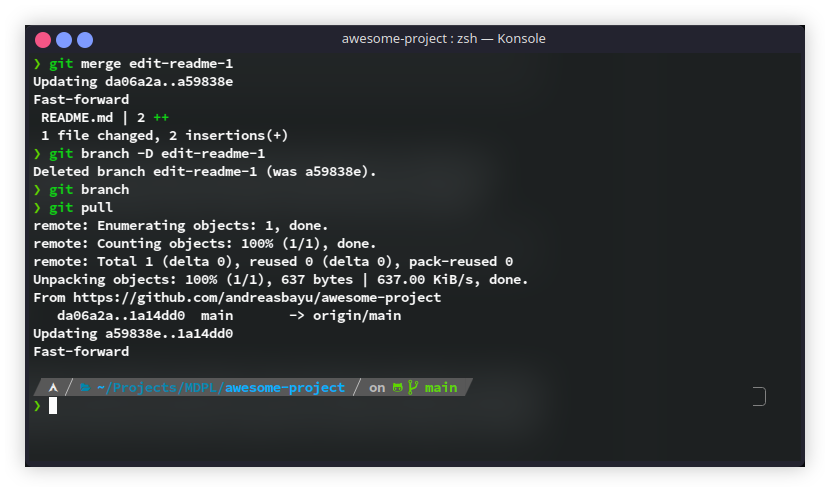 awesome-project : zsh — Konsole
❯ git merge edit-readme-1
Updating da06a2a..a59838e
Fast-forward
 README.md | 2 ++
 1 file changed, 2 insertions(+)
❯ git branch -D edit-readme-1
Deleted branch edit-readme-1 (was a59838e).
❯ git branch
❯ git pull
remote: Enumerating objects: 1, done.
remote: Counting objects: 100% (1/1), done.
remote: Total 1 (delta 0), reused 0 (delta 0), pack-reused 0
Unpacking objects: 100% (1/1), 637 bytes | 637.00 KiB/s, done.
From https://github.com/andreasbayu/awesome-project
   da06a2a..1a14dd0  main       -> origin/main
Updating a59838e..1a14dd0
Fast-forward
~/Projects/MDPL/awesome-project / on main
❯